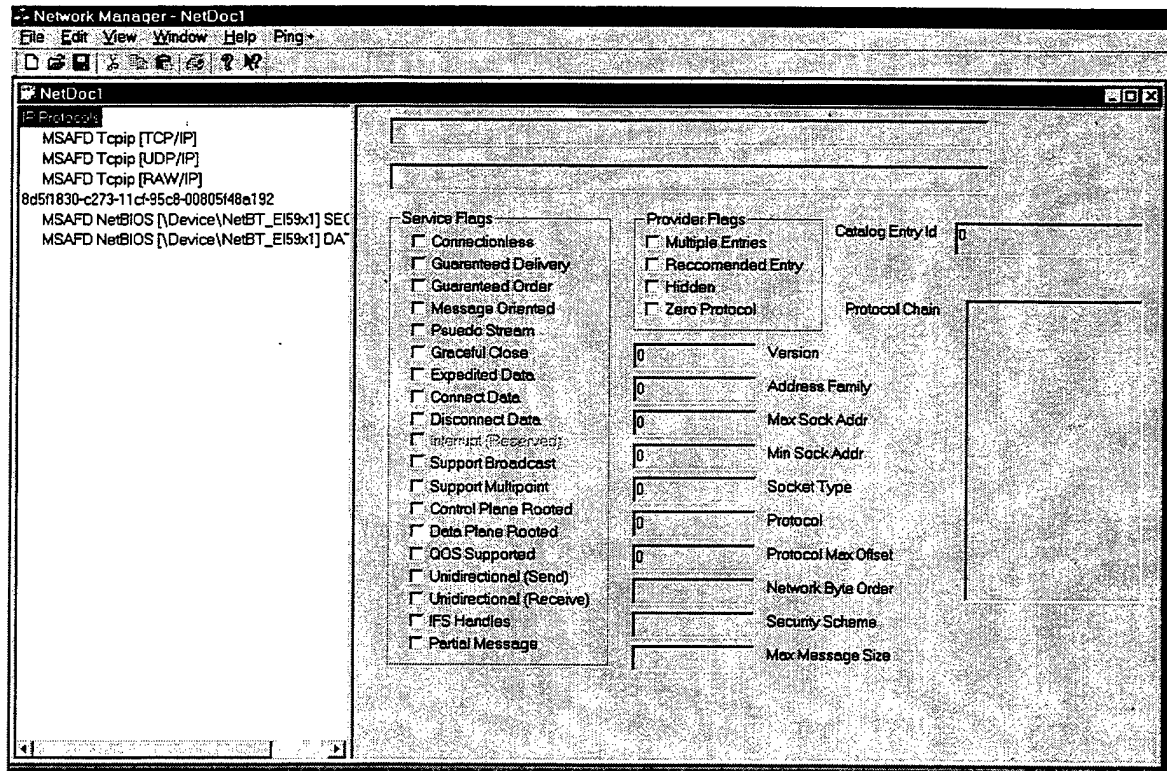 Network Manager - NetDoc1
File Edit View Window Help Ping
NetDoc1
IP Protocols
MSAFD Tcpip [TCP/IP]
MSAFD Tcpip [UDP/IP]
MSAFD Tcpip [RAW/IP]
8d5f1830-c273-11cf-95c8-00805f48a192
MSAFD NetBIOS [\Device\NetBT_El59x1] SEC
MSAFD NetBIOS [\Device\NetBT_El59x1] DAT
Service Flags
Connectionless
Guarenteed Delivery
Guarenteed Order
Message Oriented
Psuedo Stream
Graceful Close
Expedited Data
Connect Data
Disconnect Data
Interrupt (Reserved)
Support Broadcast
Support Multipoint
Control Plane Rooted
Data Plane Rooted
QOS Supported
Unidirectional (Send)
Unidirectional (Receive)
IFS Handles
Partial Message
Provider Flags
Multiple Entries
Reccomended Entry
Hidden
Zero Protocol
0 Version
0 Address Family
0 Max Sock Addr
0 Min Sock Addr
0 Socket Type
0 Protocol
0 Protocol Max Offset
Network Byte Order
Security Scheme
Max Message Size
Catalog Entry Id 0
Protocol Chain